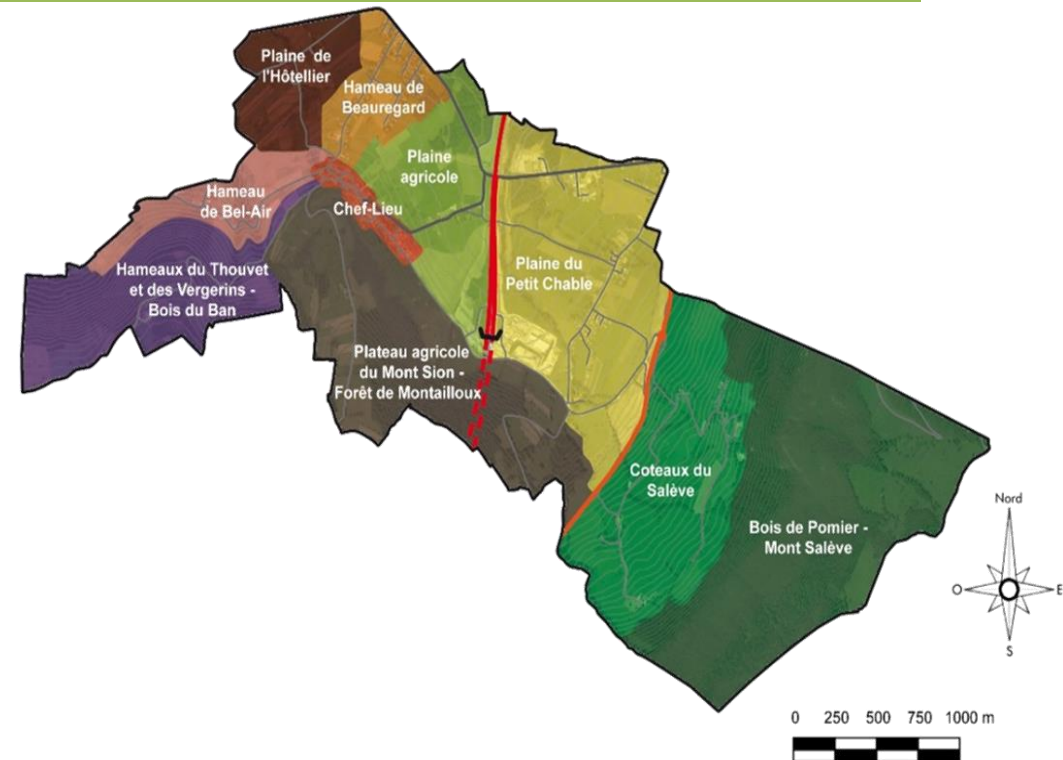 Plaine de
l'Hôtellier
Hameau de
Beauregard
Plaine
agricole
Hameau
de Bel-Air
Chef-Lieu
Hameaux du Thouvet
et des Vergerins -
Bois du Ban
Plaine du
Petit Chable
Plateau agricole
du Mont Sion -
Forêt de Montailloux
Coteaux du
Salève
Bois de Pomier -
Mont Salève
Nord
O
E
S
0 250 500 750 1000 m